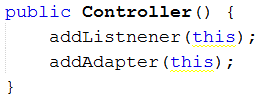 public Controller() {
    addListnener(this);
    addAdapter(this);
}